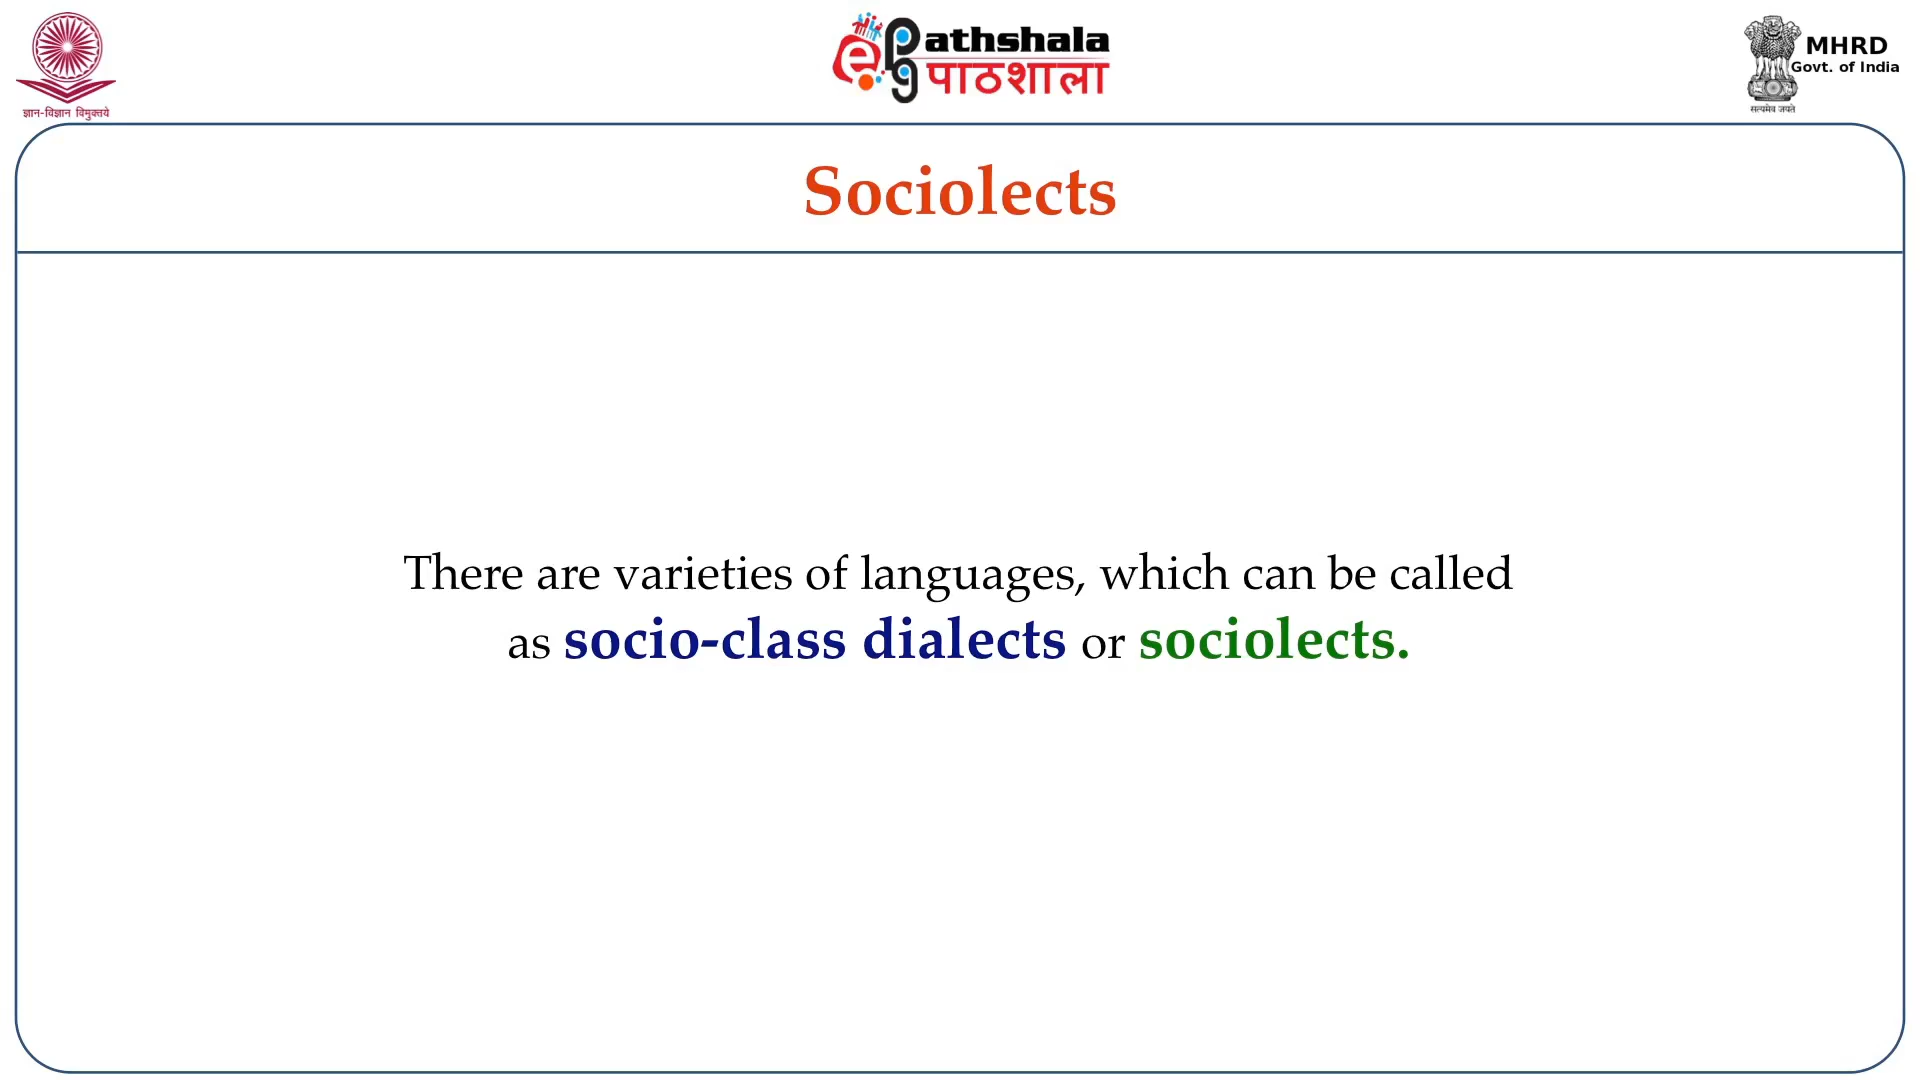 ज्ञान-विज्ञान विमुक्तये
ePathshala
पाठशाला
MHRD
Govt. of India
सत्यमेव जयते
Sociolects
There are varieties of languages, which can be called
as socio-class dialects or sociolects.